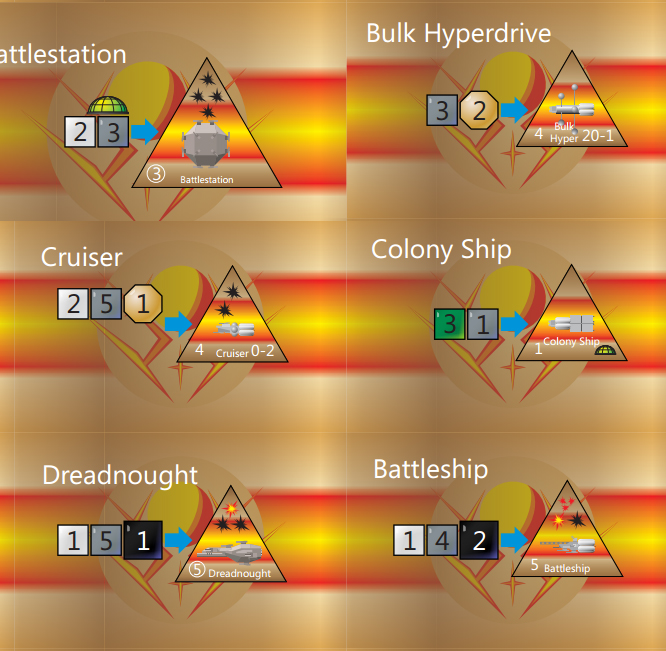 attlestation
2 3
③ Battlestation
Bulk Hyperdrive
3 2
Bulk
4 Hyper 20-1
Cruiser
2 5 1
4 Cruiser 0-2
Colony Ship
3 1
Colony Ship
1
Dreadnought
1 5 1
⑤ Dreadnought
Battleship
1 4 2
5 Battleship